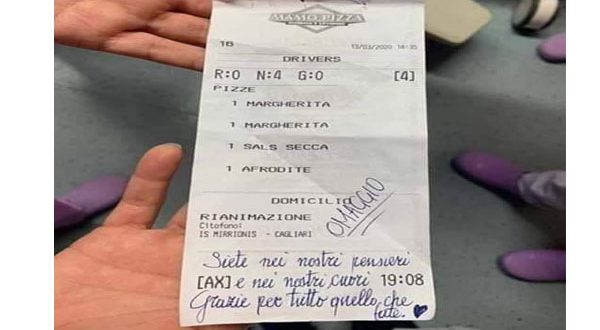 MAMO PIZZA
16 13/03/2020 14:35
DRIVERS
R:0 N:4 G:0 [4]
PIZZE
1 MARGHERITA
1 MARGHERITA
1 SALS SECCA
1 AFRODITE
DOMICILIO
RIANIMAZIONE
Citofono:
IS MIRRIONIS - CAGLIARI
OMAGGIO
Siete nei nostri pensieri
[AX] e nei nostri cuori 19:08
Grazie per tutto quello che
fate.